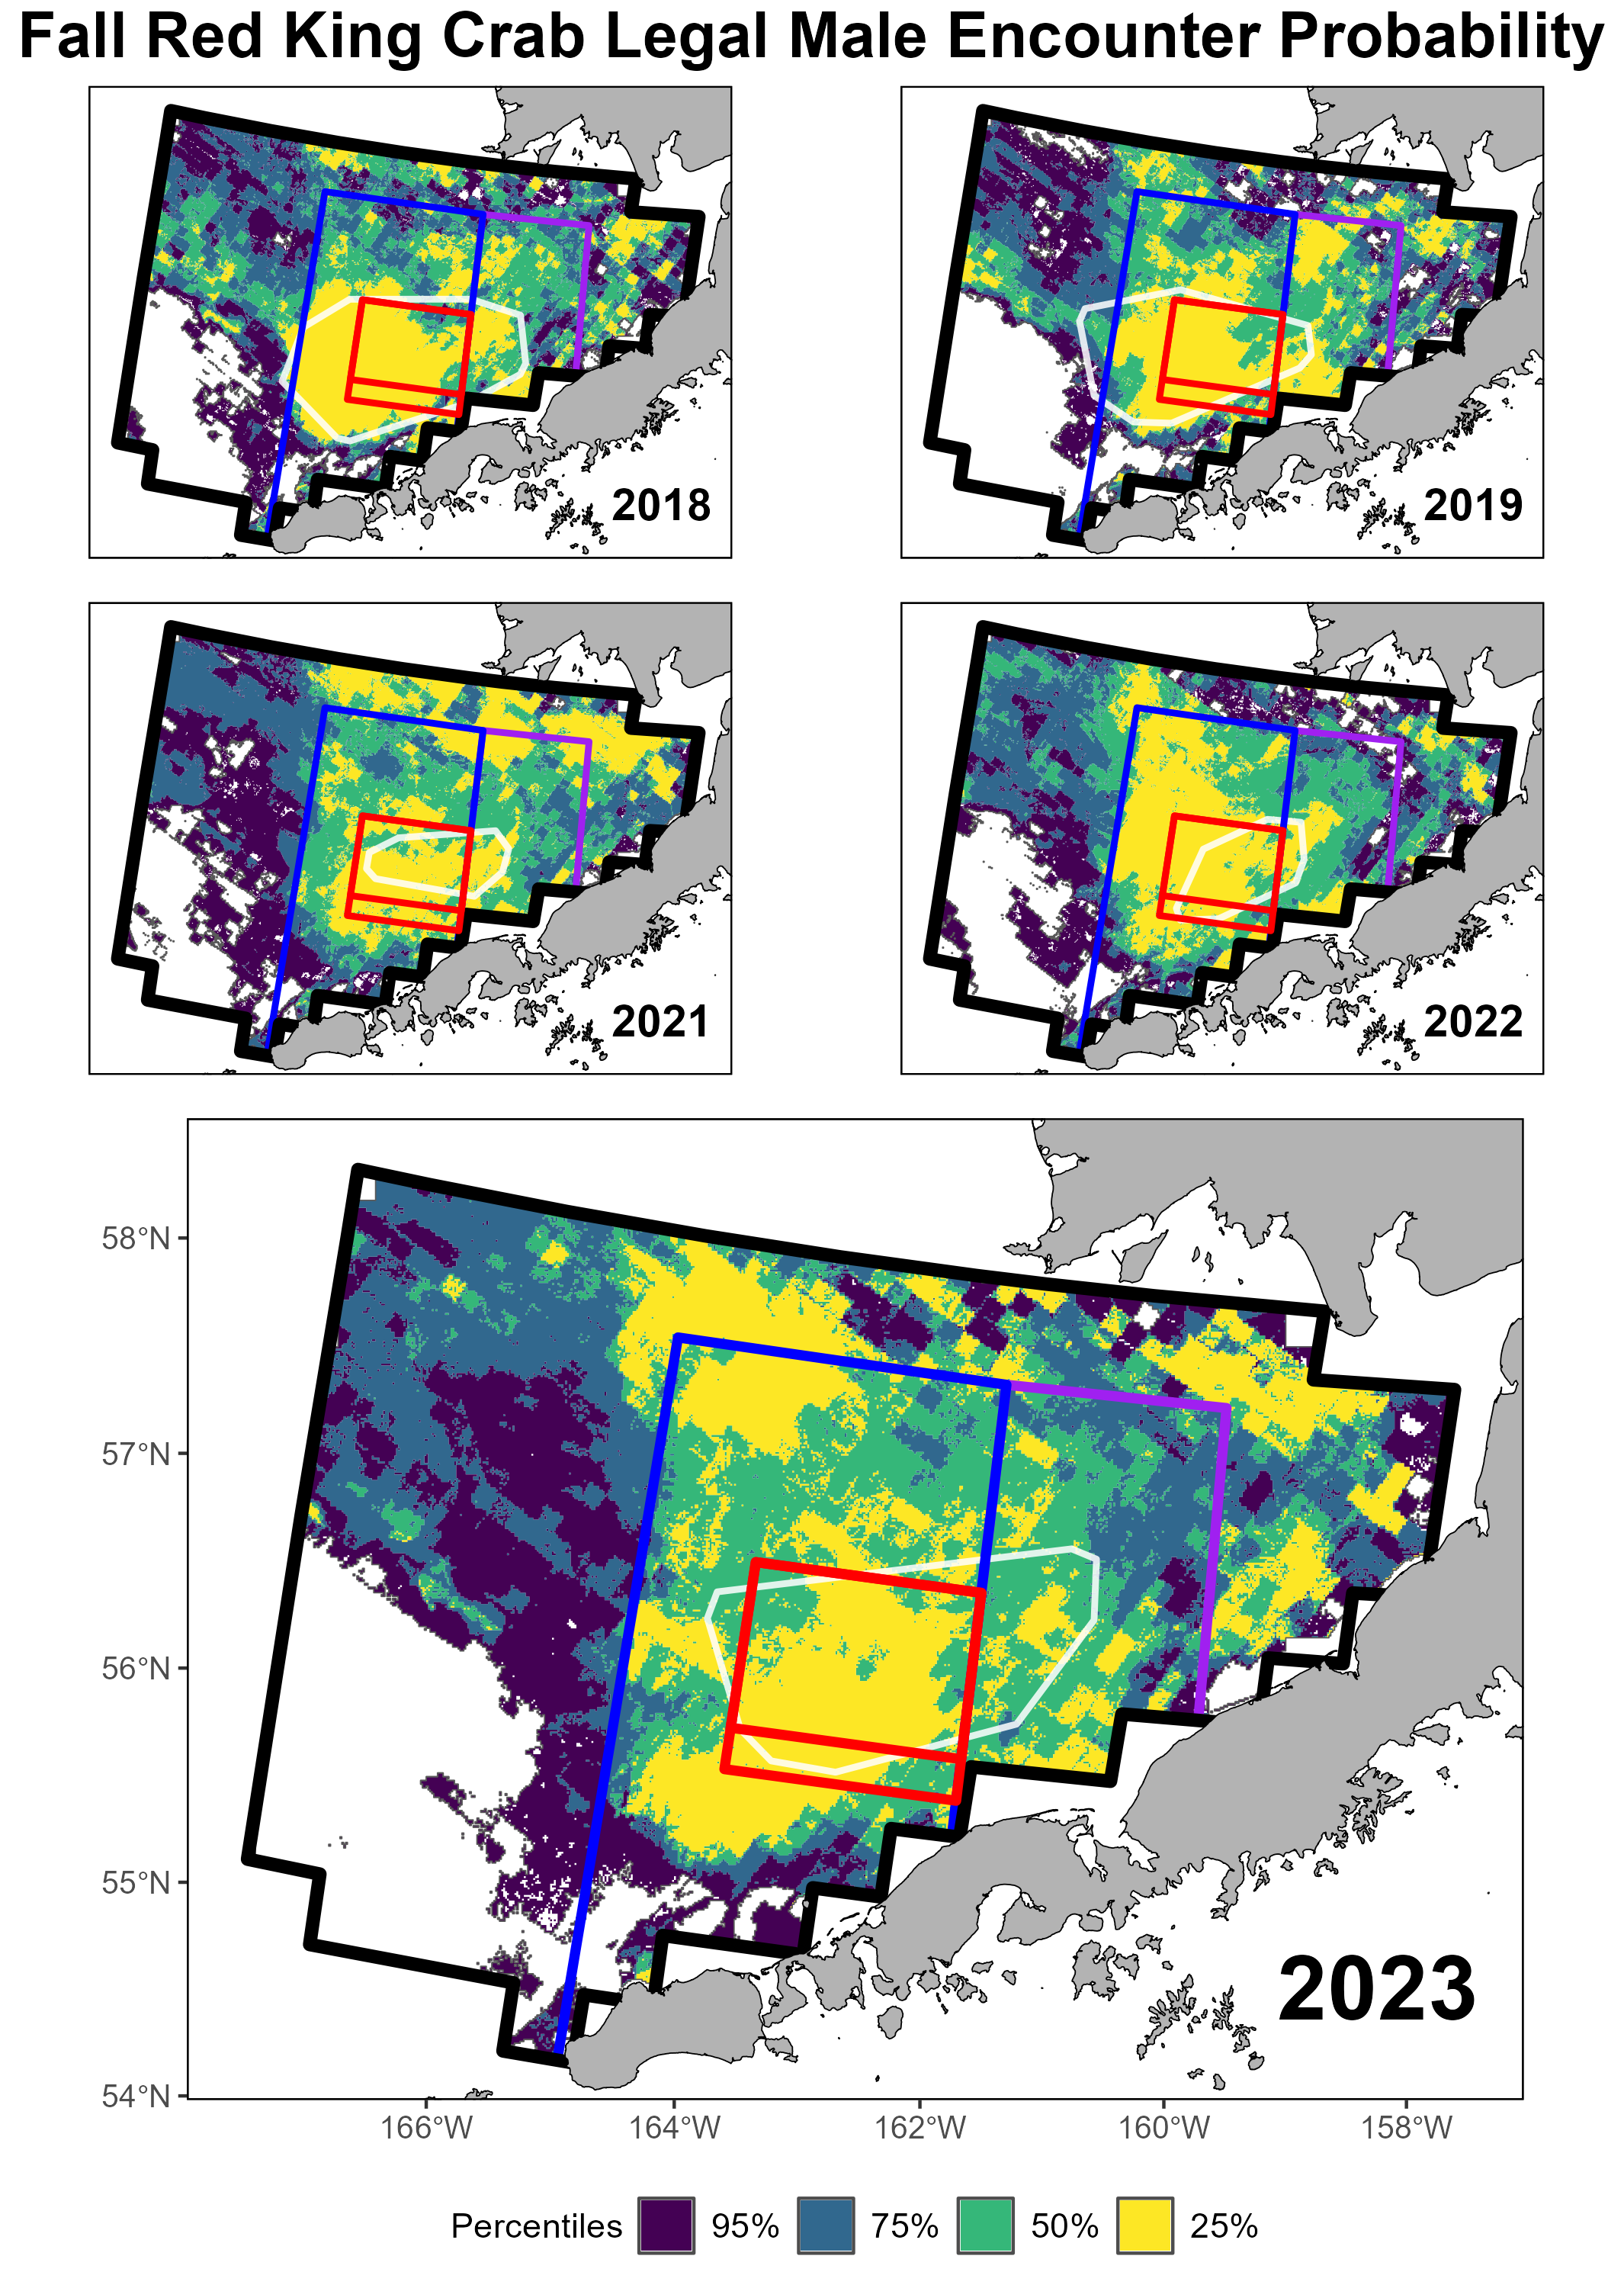 Fall Red King Crab Legal Male Encounter Probability
2018
2019
2021
2022
58°N
57°N
56°N
55°N
54°N
2023
166°W 164°W 162°W 160°W 158°W
Percentiles 95% 75% 50% 25%